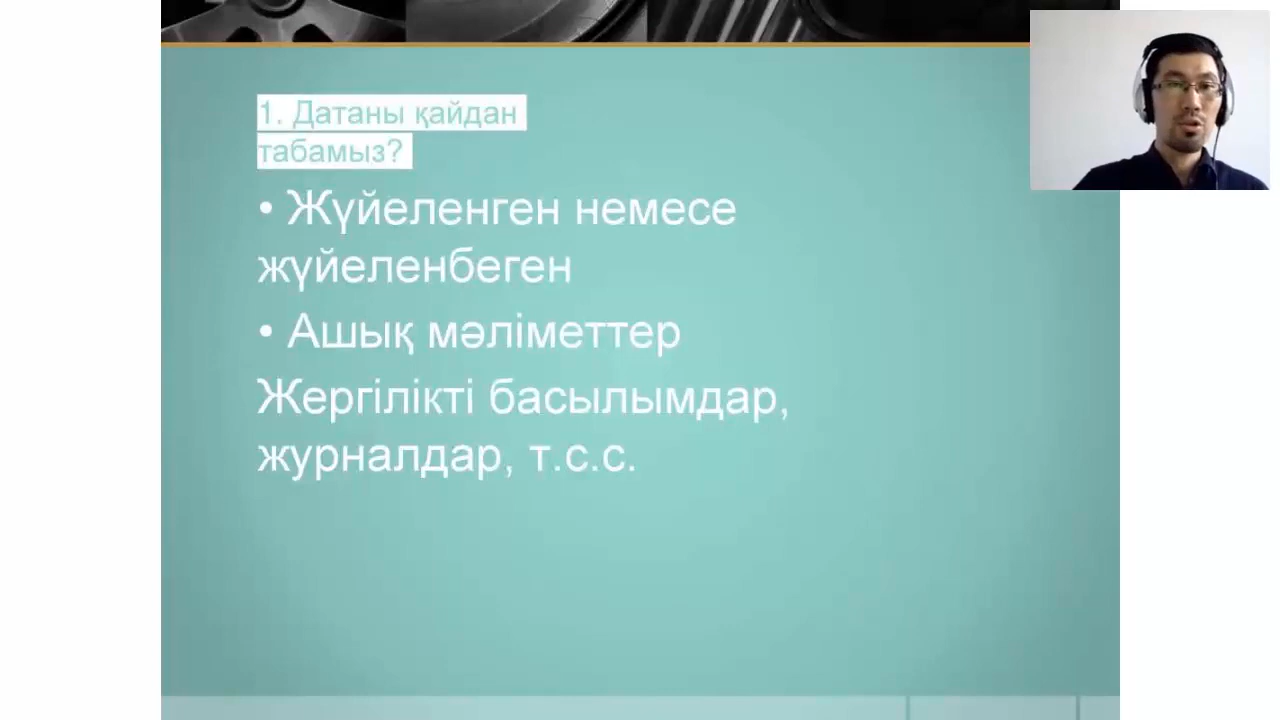 1. Датаны қайдан
табамыз?
• Жүйеленген немесе
жүйеленбеген
• Ашық мәліметтер
Жергілікті басылымдар,
журналдар, т.с.с.